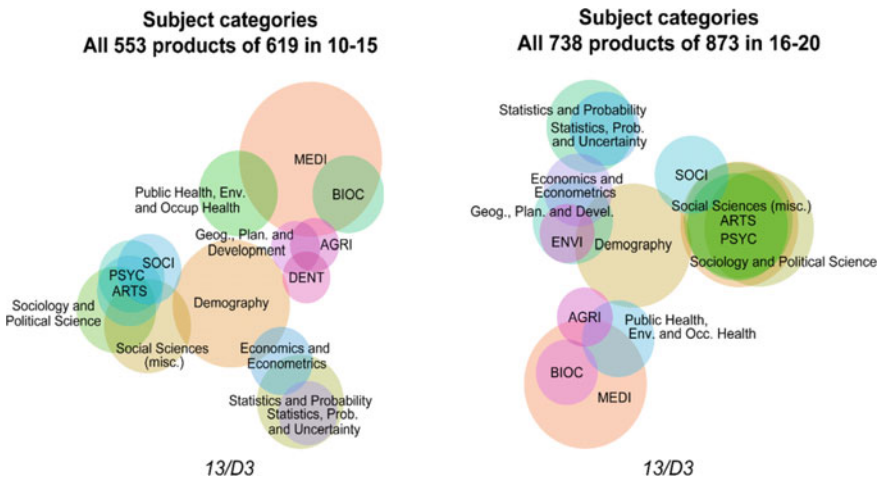 Subject categories
All 553 products of 619 in 10-15
MEDI
Public Health, Env.
and Occup Health
BIOC
Geog., Plan. and
Development
AGRI
DENT
SOCI
PSYC
ARTS
Sociology and
Political Science
Demography
Social Sciences
(misc.)
Economics and
Econometrics
Statistics and Probability
Statistics, Prob.
and Uncertainty
13/D3
Subject categories
All 738 products of 873 in 16-20
Statistics and Probability
Statistics, Prob.
and Uncertainty
SOCI
Economics and
Econometrics
Social Sciences (misc.)
Geog., Plan. and Devel.
ARTS
PSYC
ENVI
Demography
Sociology and Political Science
AGRI
Public Health,
Env. and Occ. Health
BIOC
MEDI
13/D3